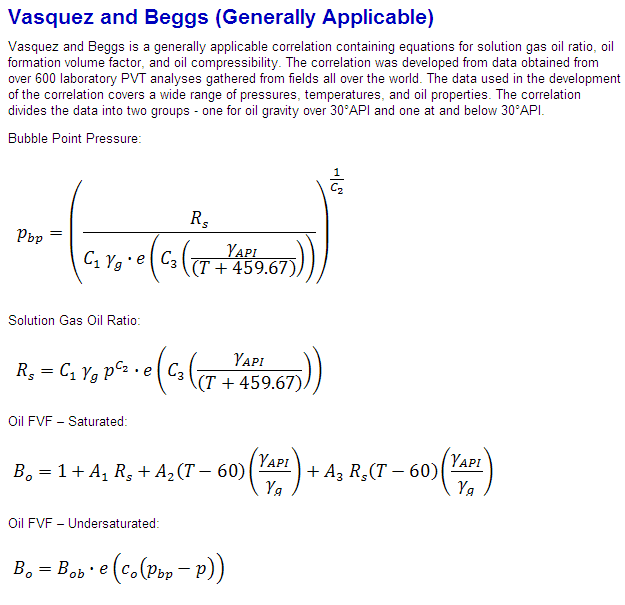 Vasquez and Beggs (Generally Applicable)
Vasquez and Beggs is a generally applicable correlation containing equations for solution gas oil ratio, oil
formation volume factor, and oil compressibility. The correlation was developed from data obtained from
over 600 laboratory PVT analyses gathered from fields all over the world. The data used in the development
of the correlation covers a wide range of pressures, temperatures, and oil properties. The correlation
divides the data into two groups - one for oil gravity over 30°API and one at and below 30°API.
Bubble Point Pressure:
p_bp = (R_s / (C_1 γ_g · e (C_3 (γ_API / (T + 459.67)))))^(1/C_2)
Solution Gas Oil Ratio:
R_s = C_1 γ_g p^(C_2) · e (C_3 (γ_API / (T + 459.67)))
Oil FVF – Saturated:
B_o = 1 + A_1 R_s + A_2(T − 60)(γ_API / γ_g) + A_3 R_s(T − 60)(γ_API / γ_g)
Oil FVF – Undersaturated:
B_o = B_ob · e (c_o(p_bp − p))